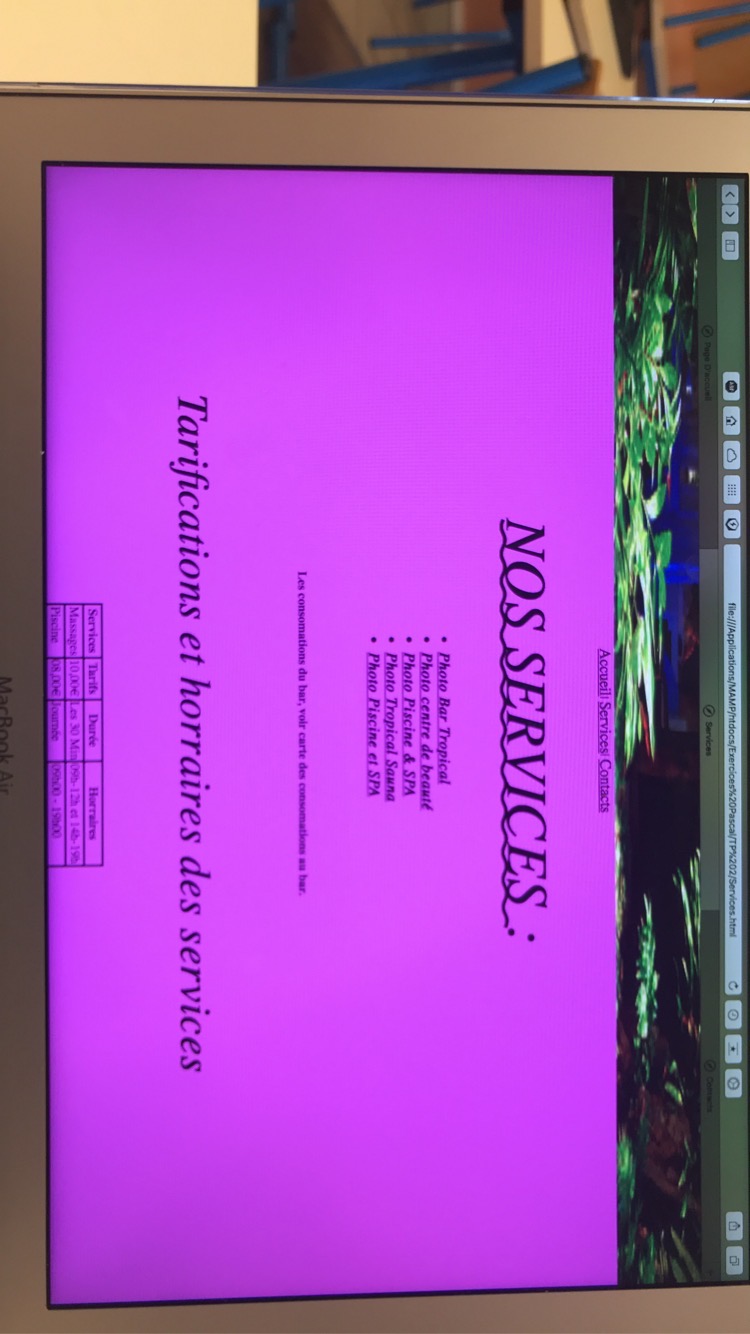 file:///Applications/MAMP/htdocs/Exercices%20Pascal/TP%202/Services.html
Page D'accueil Services Contacts
Accueil| Services| Contacts
NOS SERVICES :
• Photo Bar Tropical
• Photo centre de beauté
• Photo Piscine & SPA
• Photo Tropical Sauna
• Photo Piscine et SPA
Les consomations du bar, voir carte des consomations au bar.
Tarifications et horraires des services
Services Tarifs Durée Horraires
Massages 10,00€ Les 30 Min 09h-12h et 14h-19h
Piscine 08,00€ Journée 09h00 - 19h00
MacBook Air